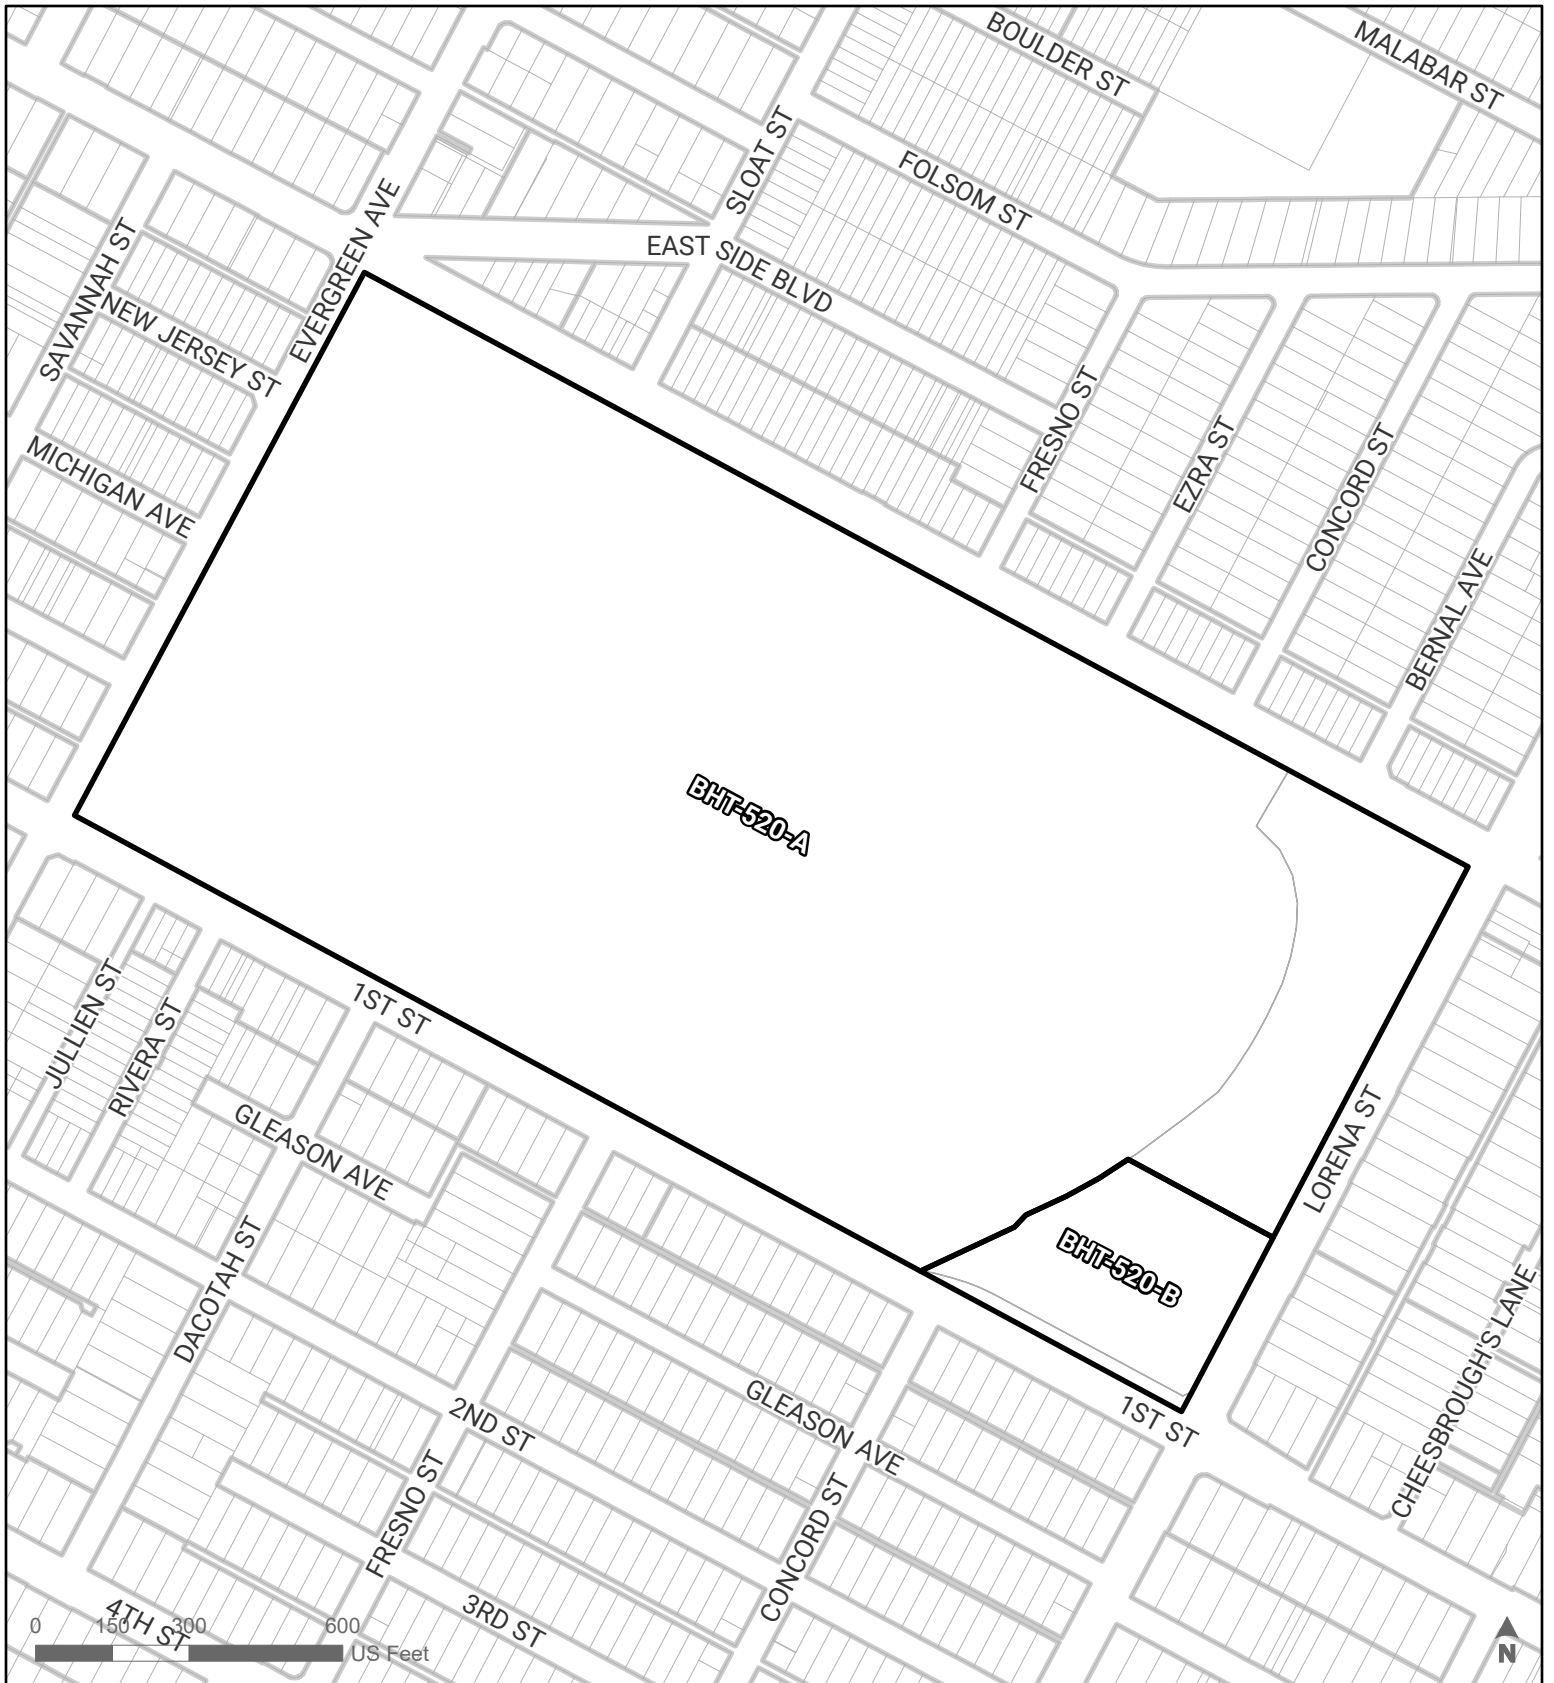 BOULDER ST
MALABAR ST
SLOAT ST
FOLSOM ST
EVERGREEN AVE
EAST SIDE BLVD
SAVANNAH ST
NEW JERSEY ST
MICHIGAN AVE
FRESNO ST
EZRA ST
CONCORD ST
BERNAL AVE
BHT-520-A
JULLIEN ST
RIVERA ST
1ST ST
GLEASON AVE
LORENA ST
DACOTAH ST
BHT-520-B
CHEESBROUGH'S LANE
2ND ST
GLEASON AVE
1ST ST
FRESNO ST
CONCORD ST
4TH ST
3RD ST
0 150 300 600
US Feet
N